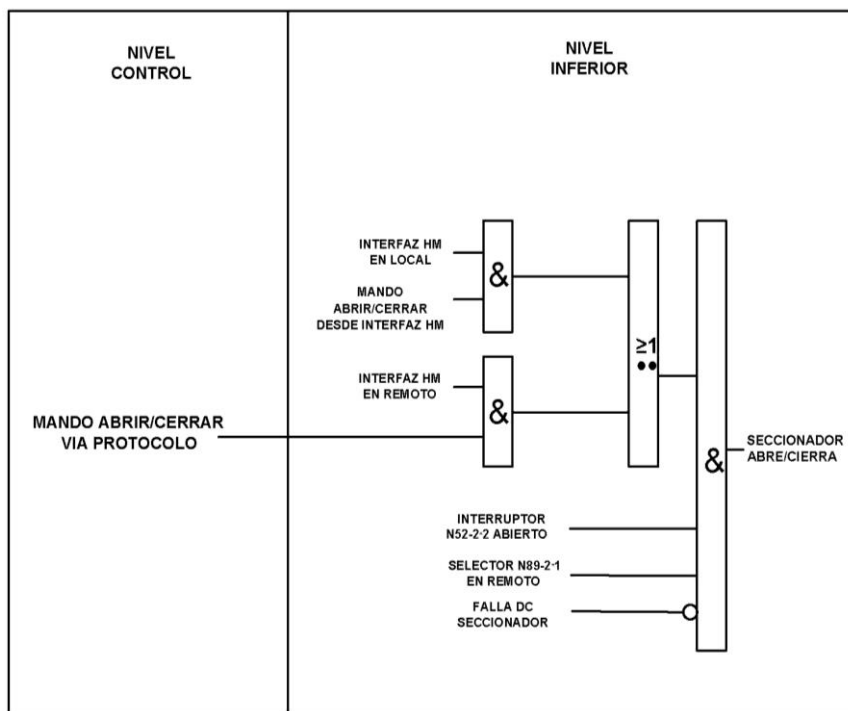 NIVEL
CONTROL
NIVEL
INFERIOR
INTERFAZ HM
EN LOCAL
&
MANDO
ABRIR/CERRAR
DESDE INTERFAZ HM
≥1
INTERFAZ HM
EN REMOTO
&
MANDO ABRIR/CERRAR
VIA PROTOCOLO
&
SECCIONADOR
ABRE/CIERRA
INTERRUPTOR
N52-2-2 ABIERTO
SELECTOR N89-2-1
EN REMOTO
FALLA DC
SECCIONADOR